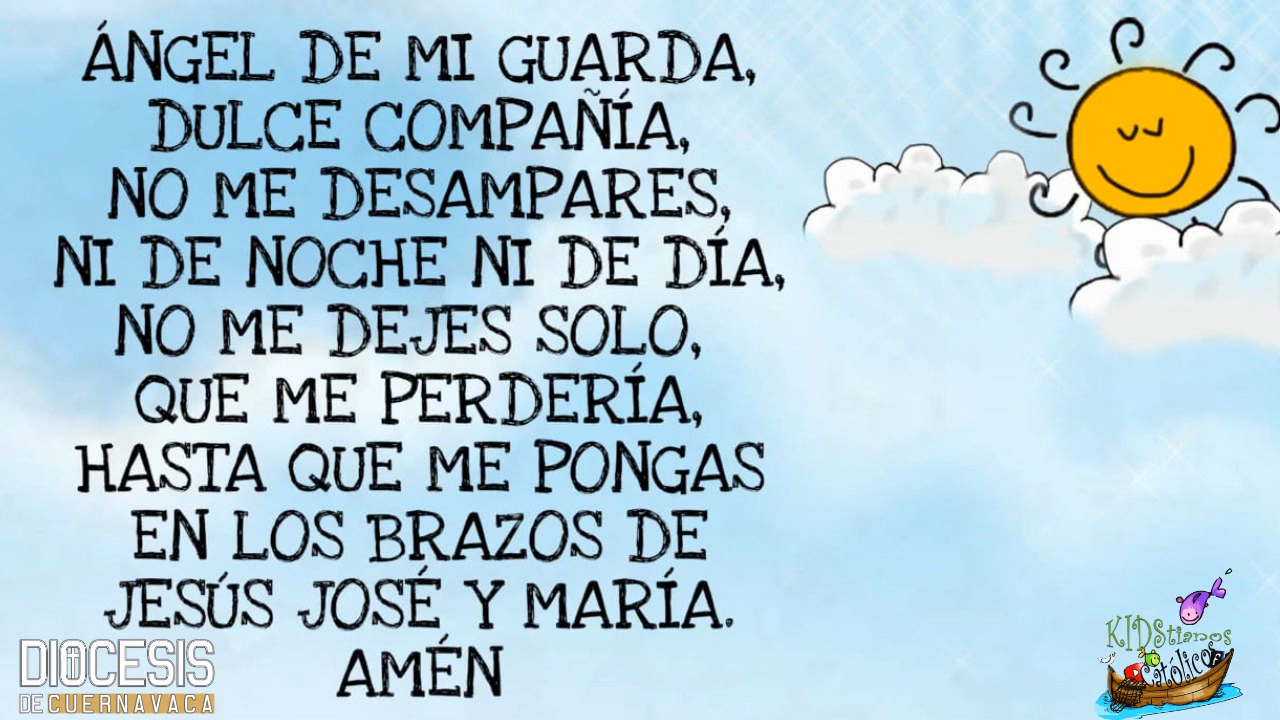 ÁNGEL DE MI GUARDA,
DULCE COMPAÑÍA,
NO ME DESAMPARES,
NI DE NOCHE NI DE DÍA,
NO ME DEJES SOLO,
QUE ME PERDERÍA,
HASTA QUE ME PONGAS
EN LOS BRAZOS DE
JESÚS JOSÉ Y MARÍA.
AMÉN
DIOCESIS
DE CUERNAVACA
KIDStianos
Católicos